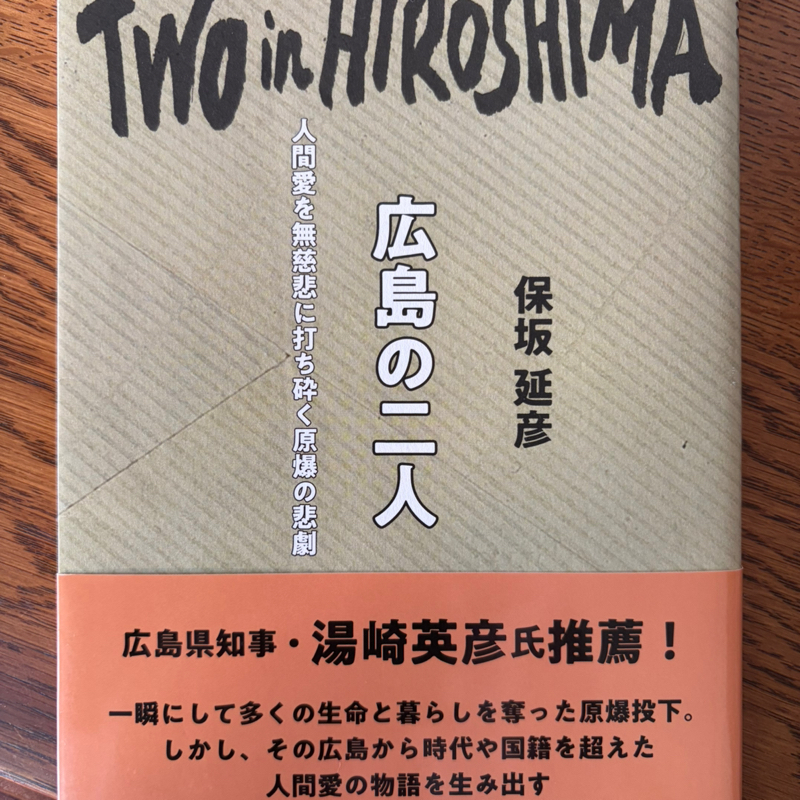 TWO in HIROSHIMA
保坂 延彦
広島の二人
人間愛を無慈悲に打ち砕く原爆の悲劇
広島県知事・湯崎英彦氏推薦！
一瞬にして多くの生命と暮らしを奪った原爆投下。
しかし、その広島から時代や国籍を超えた
人間愛の物語を生み出す